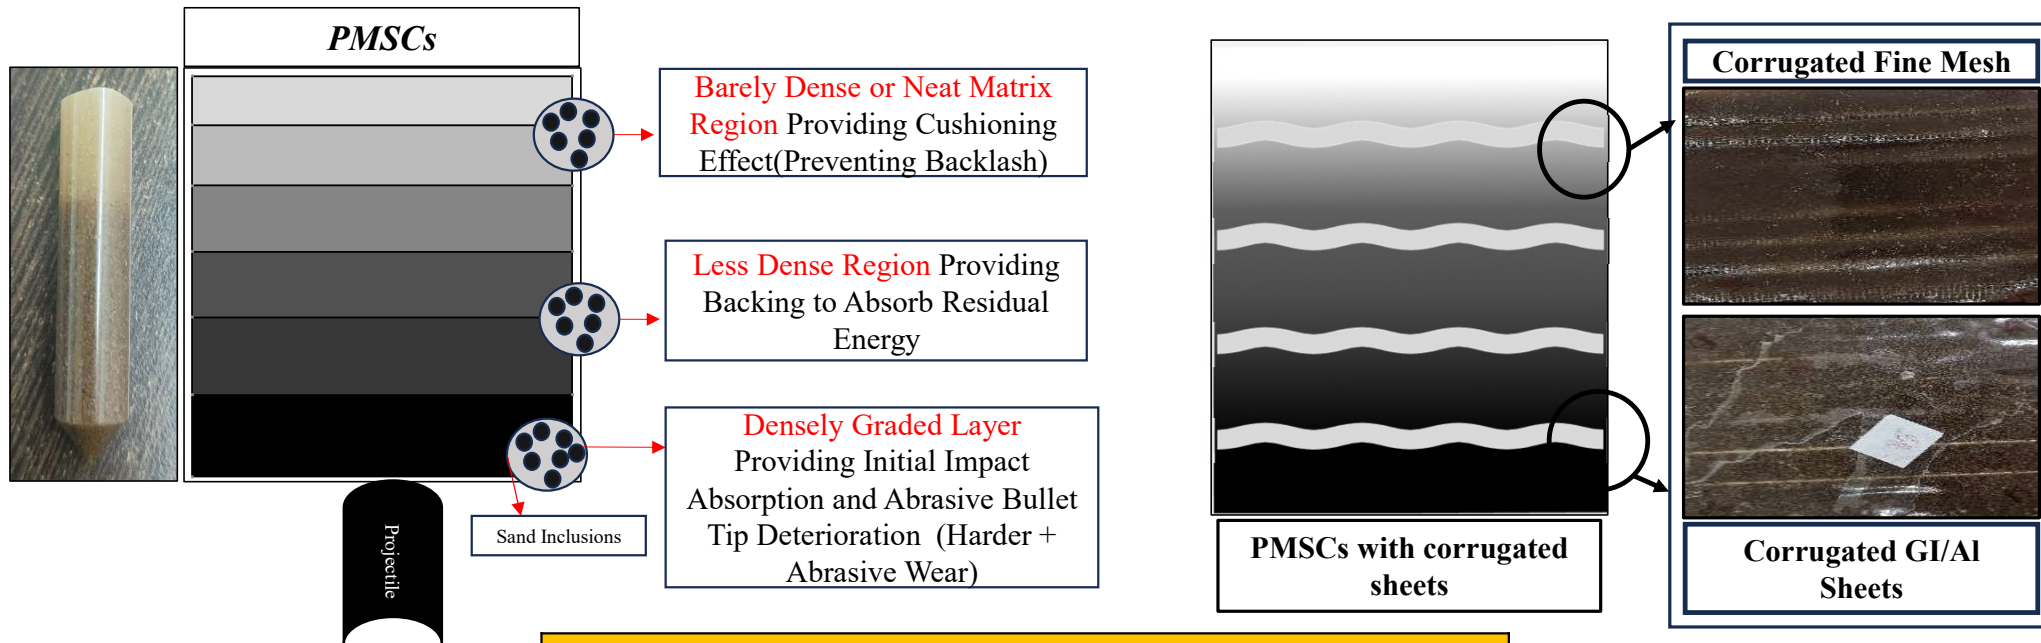 PMSCs
Barely Dense or Neat Matrix
Region Providing Cushioning
Effect(Preventing Backlash)
Less Dense Region Providing
Backing to Absorb Residual
Energy
Densely Graded Layer
Providing Initial Impact
Absorption and Abrasive Bullet
Tip Deterioration (Harder +
Abrasive Wear)
Sand Inclusions
Projectile
PMSCs with corrugated
sheets
Corrugated Fine Mesh
Corrugated GI/Al
Sheets